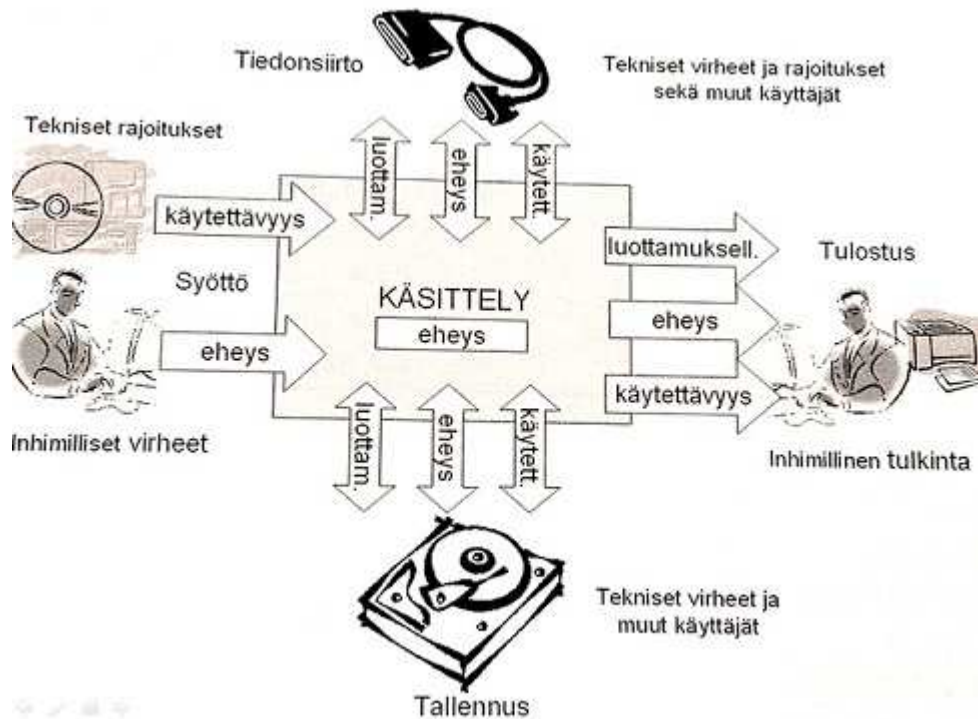 Tiedonsiirto
Tekniset virheet ja rajoitukset
sekä muut käyttäjät
Tekniset rajoitukset
luottam.
eheys
käytett.
käytettävyys
luottamuksell.
Tulostus
Syöttö
KÄSITTELY
eheys
eheys
eheys
käytettävyys
Inhimilliset virheet
luottam.
eheys
käytett.
Inhimillinen tulkinta
Tekniset virheet ja
muut käyttäjät
Tallennus